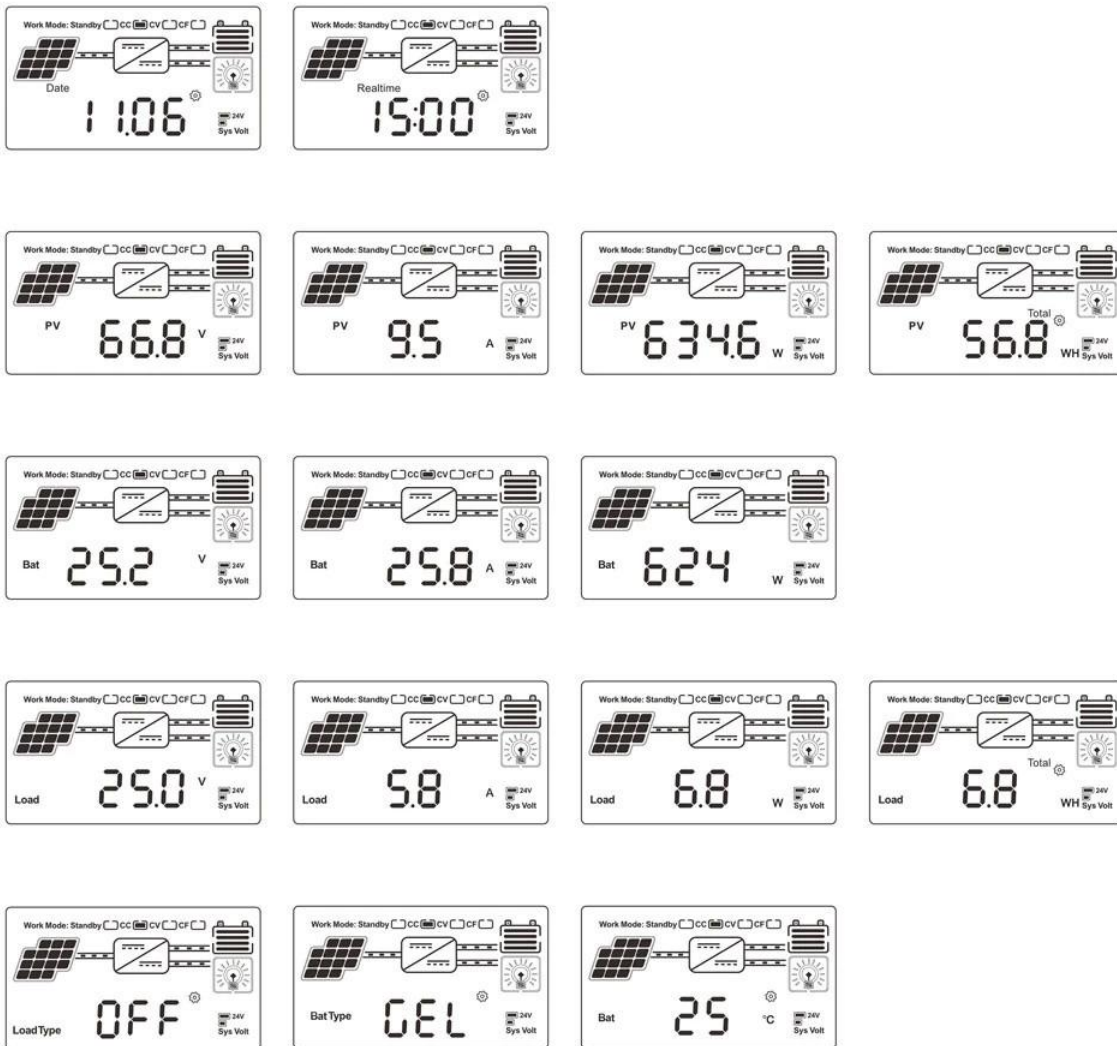 Work Mode: Standby CC CV CF
Date
11.06
24V
Sys Volt
Work Mode: Standby CC CV CF
Realtime
15:00
24V
Sys Volt
Work Mode: Standby CC CV CF
PV 66.8 V
24V
Sys Volt
Work Mode: Standby CC CV CF
PV 9.5 A
24V
Sys Volt
Work Mode: Standby CC CV CF
PV 634.6 W
24V
Sys Volt
Work Mode: Standby CC CV CF
Total
PV 56.8 WH
24V
Sys Volt
Work Mode: Standby CC CV CF
Bat 25.2 V
24V
Sys Volt
Work Mode: Standby CC CV CF
Bat 25.8 A
24V
Sys Volt
Work Mode: Standby CC CV CF
Bat 624 W
24V
Sys Volt
Work Mode: Standby CC CV CF
Load 25.0 V
24V
Sys Volt
Work Mode: Standby CC CV CF
Load 5.8 A
24V
Sys Volt
Work Mode: Standby CC CV CF
Load 6.8 W
24V
Sys Volt
Work Mode: Standby CC CV CF
Total
Load 6.8 WH
24V
Sys Volt
Work Mode: Standby CC CV CF
Load Type OFF
24V
Sys Volt
Work Mode: Standby CC CV CF
Bat Type GEL
24V
Sys Volt
Work Mode: Standby CC CV CF
Bat 25 °C
24V
Sys Volt